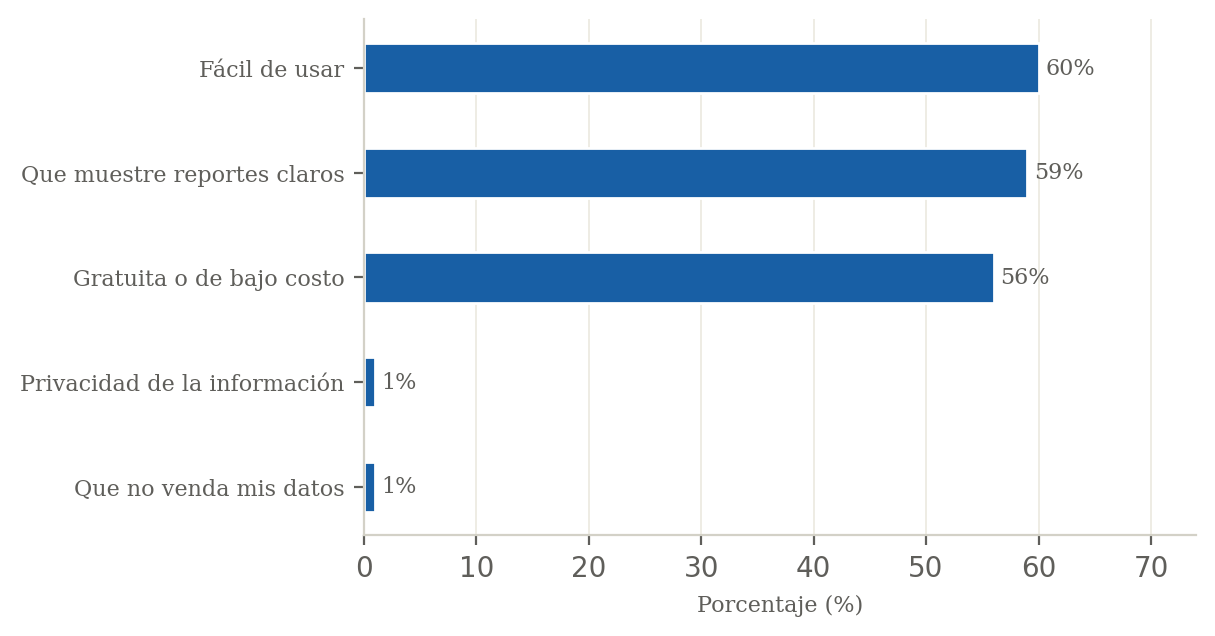 Fácil de usar
60%
Que muestre reportes claros
59%
Gratuita o de bajo costo
56%
Privacidad de la información
1%
Que no venda mis datos
1%
0 10 20 30 40 50 60 70
Porcentaje (%)